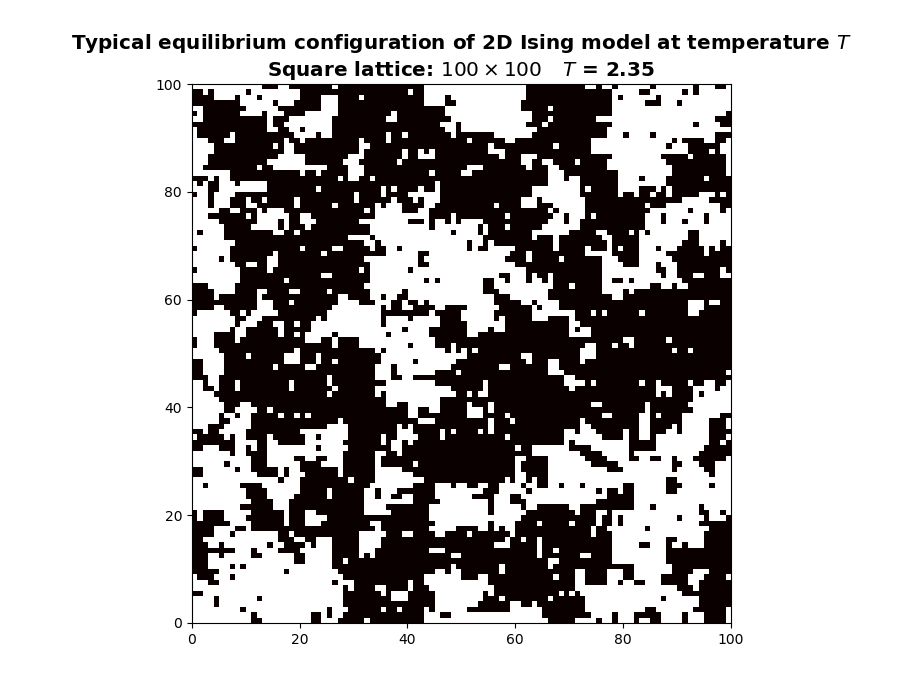 Typical equilibrium configuration of 2D Ising model at temperature T
Square lattice: 100 × 100 T = 2.35
100
80
60
40
20
0
0 20 40 60 80 100